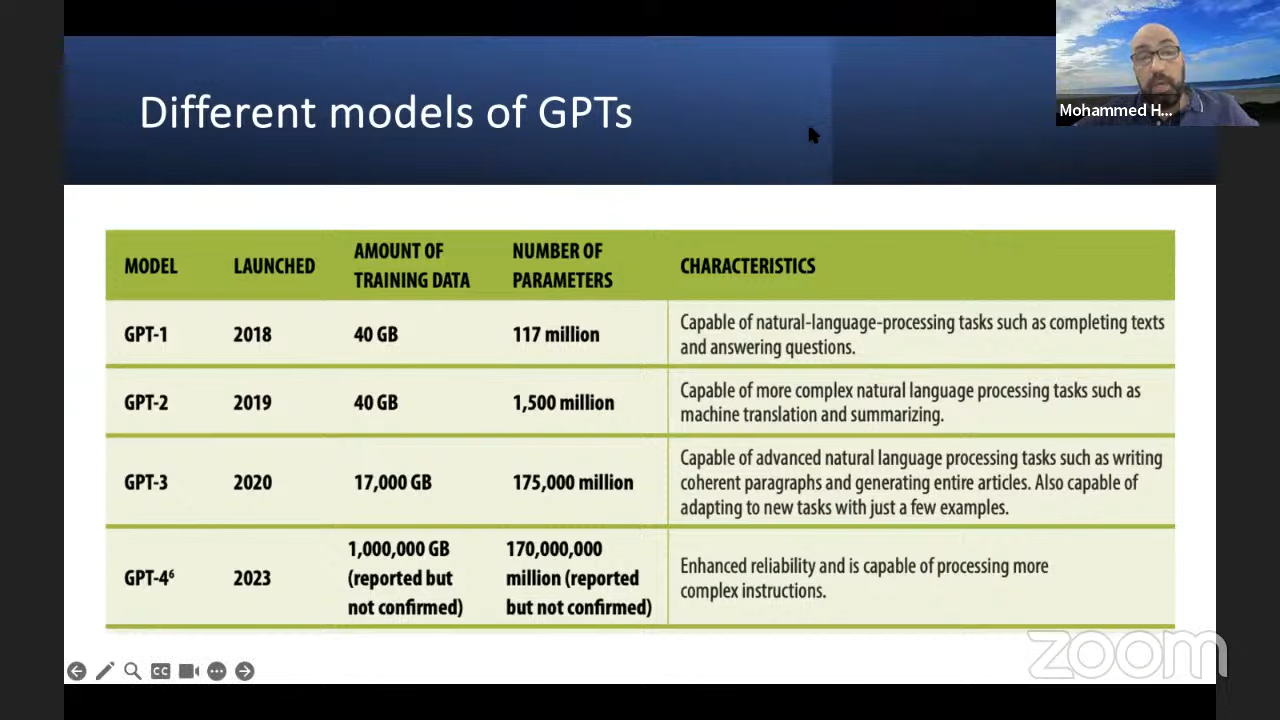 Different models of GPTs
Mohammed H...
MODEL
LAUNCHED
AMOUNT OF
TRAINING DATA
NUMBER OF
PARAMETERS
CHARACTERISTICS
GPT-1
2018
40 GB
117 million
Capable of natural-language-processing tasks such as completing texts
and answering questions.
GPT-2
2019
40 GB
1,500 million
Capable of more complex natural language processing tasks such as
machine translation and summarizing.
GPT-3
2020
17,000 GB
175,000 million
Capable of advanced natural language processing tasks such as writing
coherent paragraphs and generating entire articles. Also capable of
adapting to new tasks with just a few examples.
GPT-4⁶
2023
1,000,000 GB
(reported but
not confirmed)
170,000,000
million (reported
but not confirmed)
Enhanced reliability and is capable of processing more
complex instructions.
zoom
CC